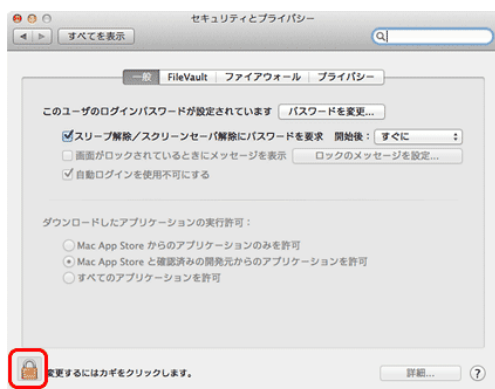 セキュリティとプライバシー
すべてを表示
一般 FileVault ファイアウォール プライバシー
このユーザのログインパスワードが設定されています パスワードを変更...
スリープ解除／スクリーンセーバ解除にパスワードを要求 開始後： すぐに
画面がロックされているときにメッセージを表示 ロックのメッセージを設定...
自動ログインを使用不可にする
ダウンロードしたアプリケーションの実行許可：
Mac App Store からのアプリケーションのみを許可
Mac App Store と確認済みの開発元からのアプリケーションを許可
すべてのアプリケーションを許可
変更するにはカギをクリックします。 詳細... ?